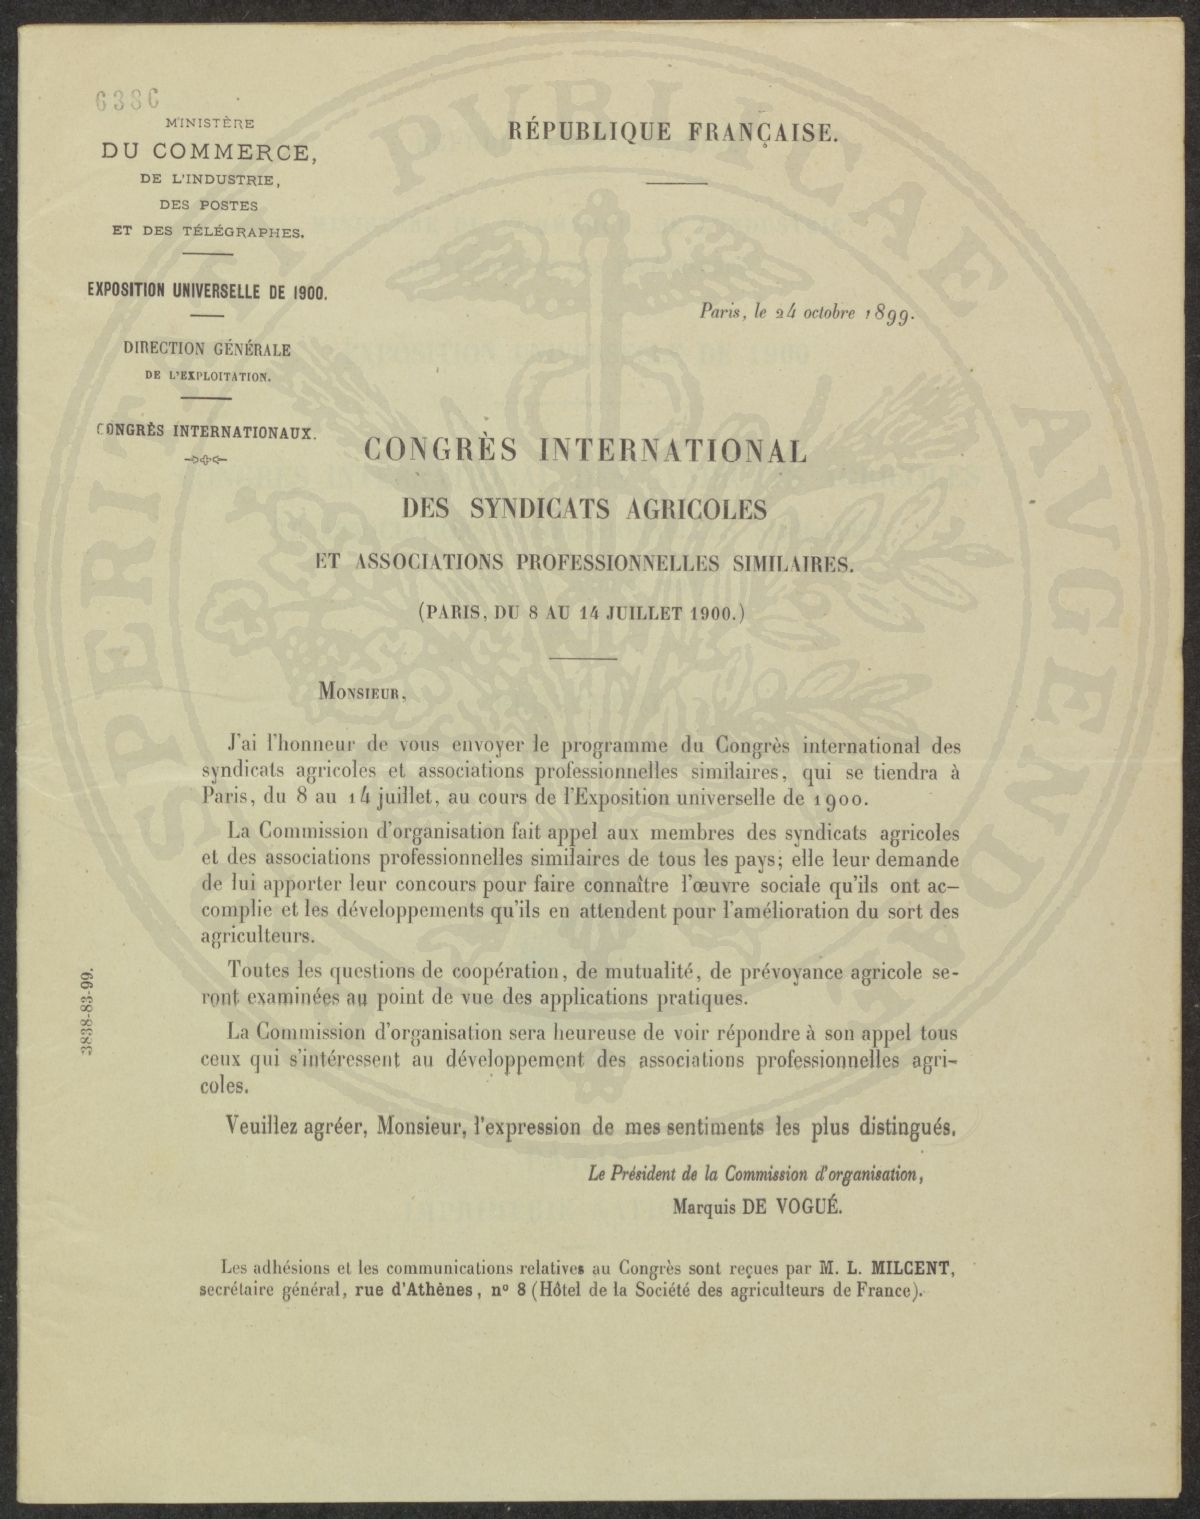 6386
MINISTÈRE
DU COMMERCE,
DE L'INDUSTRIE,
DES POSTES
ET DES TÉLÉGRAPHES.
EXPOSITION UNIVERSELLE DE 1900.
DIRECTION GÉNÉRALE
DE L'EXPLOITATION.
CONGRÈS INTERNATIONAUX.
RÉPUBLIQUE FRANÇAISE.
Paris, le 24 octobre 1899.
CONGRÈS INTERNATIONAL
DES SYNDICATS AGRICOLES
ET ASSOCIATIONS PROFESSIONNELLES SIMILAIRES.
(PARIS, DU 8 AU 14 JUILLET 1900.)
MONSIEUR,
J'ai l'honneur de vous envoyer le programme du Congrès international des
syndicats agricoles et associations professionnelles similaires, qui se tiendra à
Paris, du 8 au 14 juillet, au cours de l'Exposition universelle de 1900.
La Commission d'organisation fait appel aux membres des syndicats agricoles
et des associations professionnelles similaires de tous les pays; elle leur demande
de lui apporter leur concours pour faire connaître l'œuvre sociale qu'ils ont ac-
complie et les développements qu'ils en attendent pour l'amélioration du sort des
agriculteurs.
Toutes les questions de coopération, de mutualité, de prévoyance agricole se-
ront examinées au point de vue des applications pratiques.
La Commission d'organisation sera heureuse de voir répondre à son appel tous
ceux qui s'intéressent au développement des associations professionnelles agri-
coles.
Veuillez agréer, Monsieur, l'expression de mes sentiments les plus distingués.
Le Président de la Commission d'organisation,
Marquis DE VOGUÉ.
Les adhésions et les communications relatives au Congrès sont reçues par M. L. MILCENT,
secrétaire général, rue d'Athènes, n° 8 (Hôtel de la Société des agriculteurs de France).
3838-83-99.